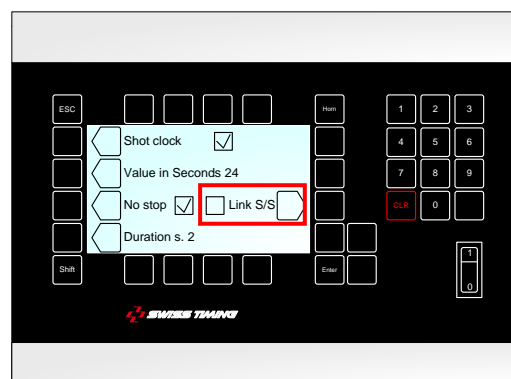 ESC
Horn
1 2 3
Shot clock
4 5 6
Value in Seconds 24
7 8 9
No stop Link S/S
CLR 0
Duration s. 2
Shift
Enter
1
0
SWISS TIMING